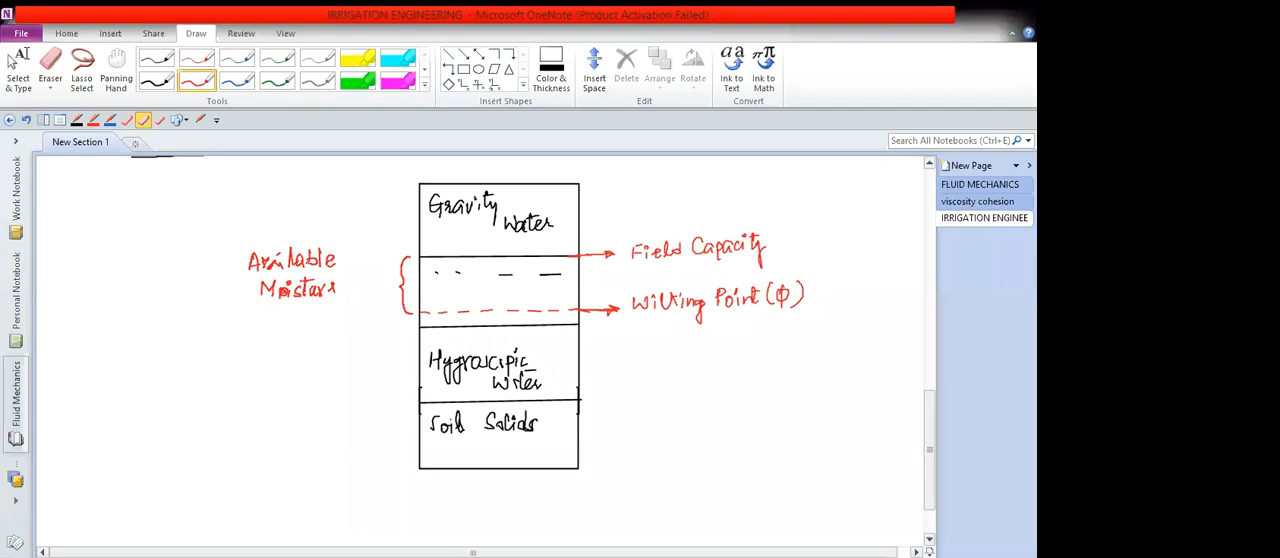 IRRIGATION ENGINEERING - Microsoft OneNote (Product Activation Failed)
File Home Insert Share Draw Review View
Select & Type
Eraser
Lasso Select
Panning Hand
Color & Thickness
Insert Space
Delete
Arrange
Rotate
Ink to Text
Ink to Math
Tools Insert Shapes Edit Convert
New Section 1
Search All Notebooks (Ctrl+E)
Work Notebook
Personal Notebook
Fluid Mechanics
New Page
FLUID MECHANICS
viscosity cohesion
IRRIGATION ENGINEE
Gravity
Water
Field Capacity
Available
Moisture
Wilting Point (Φ)
Hygroscipic
Water
Soil Solids